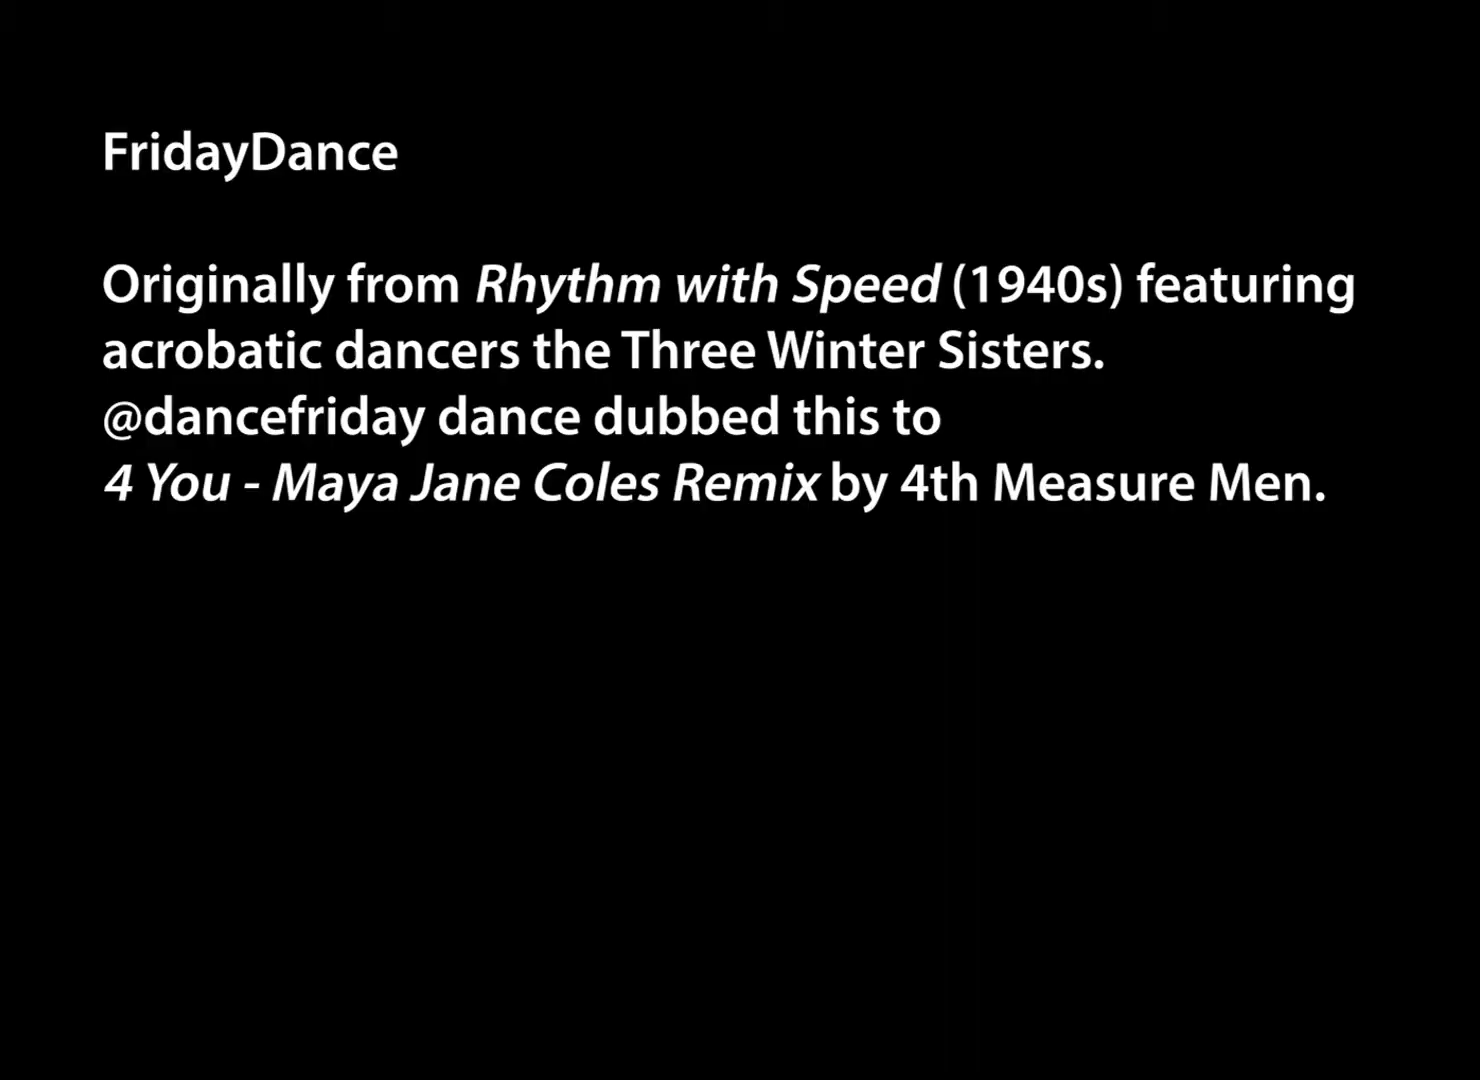 FridayDance
Originally from Rhythm with Speed (1940s) featuring
acrobatic dancers the Three Winter Sisters.
@dancefriday dance dubbed this to
4 You - Maya Jane Coles Remix by 4th Measure Men.